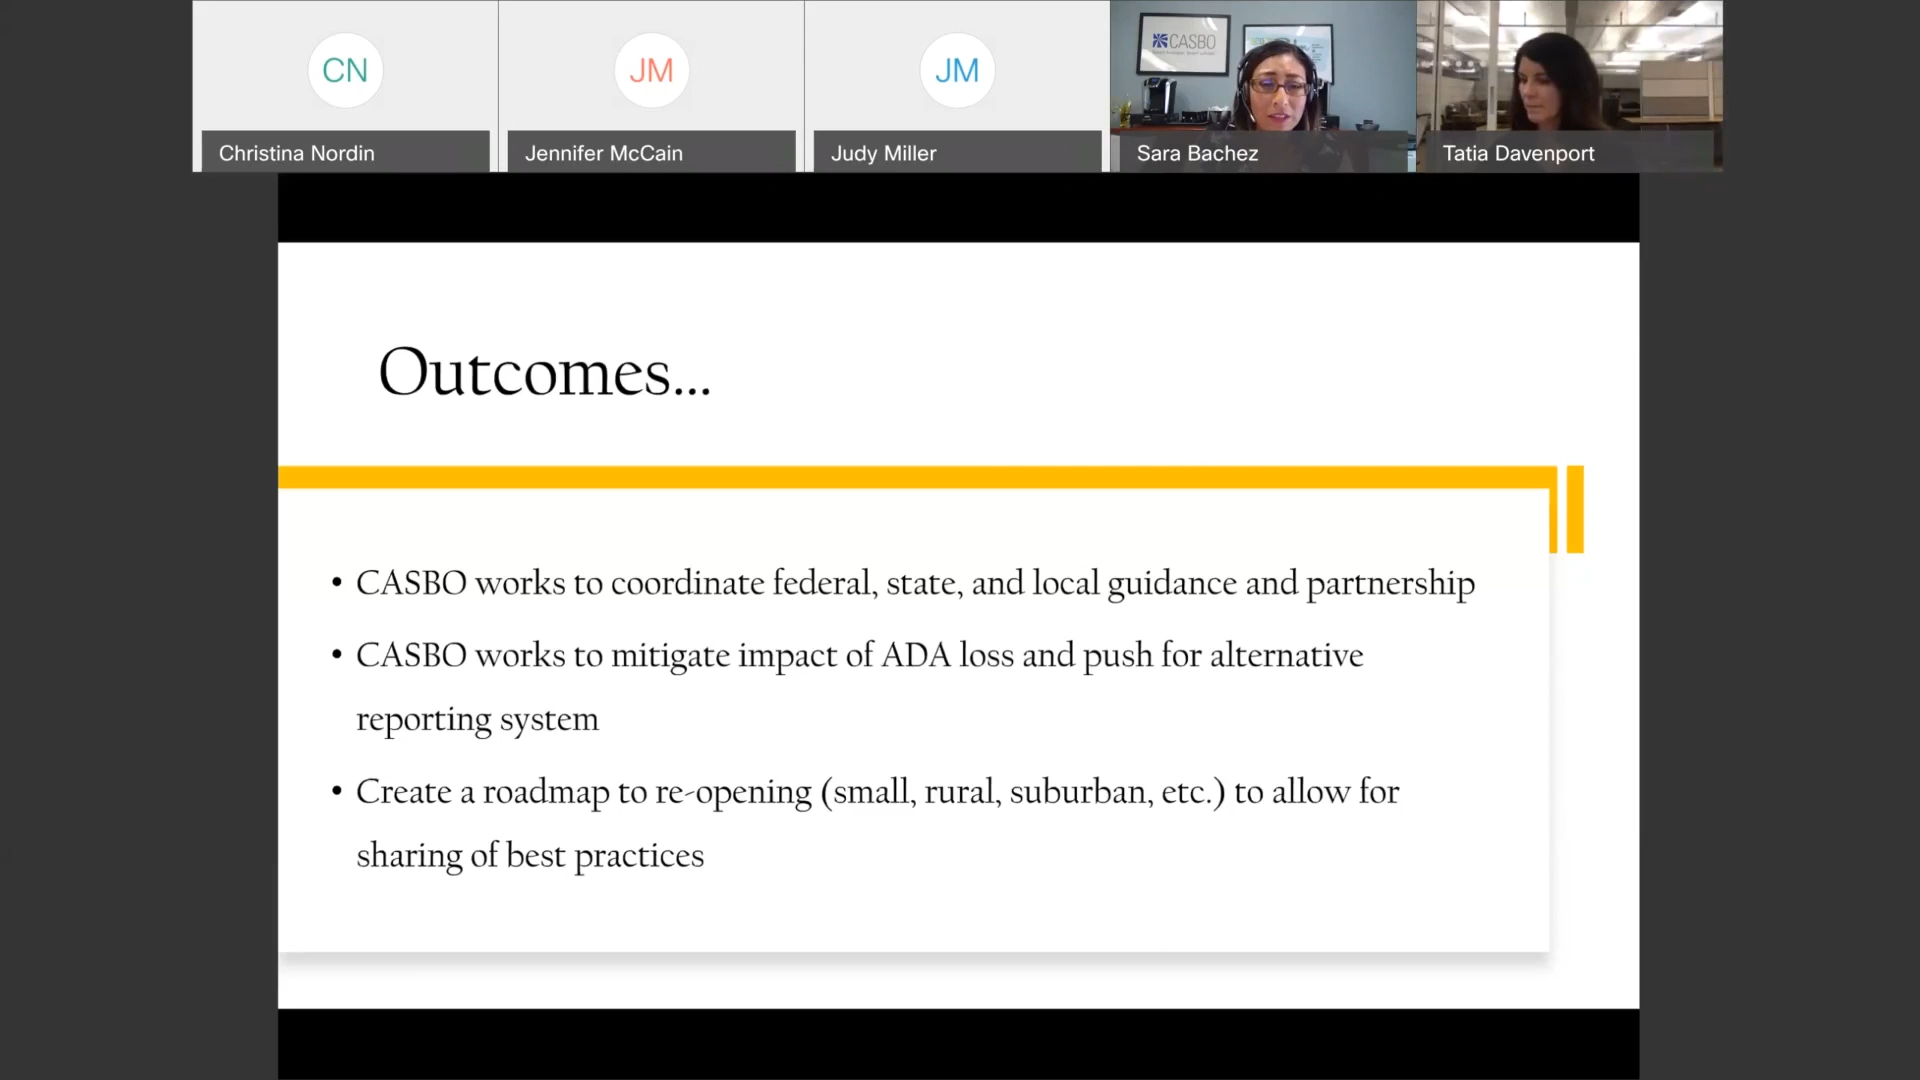 CN
JM
JM
CASBO
Christina Nordin
Jennifer McCain
Judy Miller
Sara Bachez
Tatia Davenport
Outcomes...
• CASBO works to coordinate federal, state, and local guidance and partnership
• CASBO works to mitigate impact of ADA loss and push for alternative
reporting system
• Create a roadmap to re-opening (small, rural, suburban, etc.) to allow for
sharing of best practices